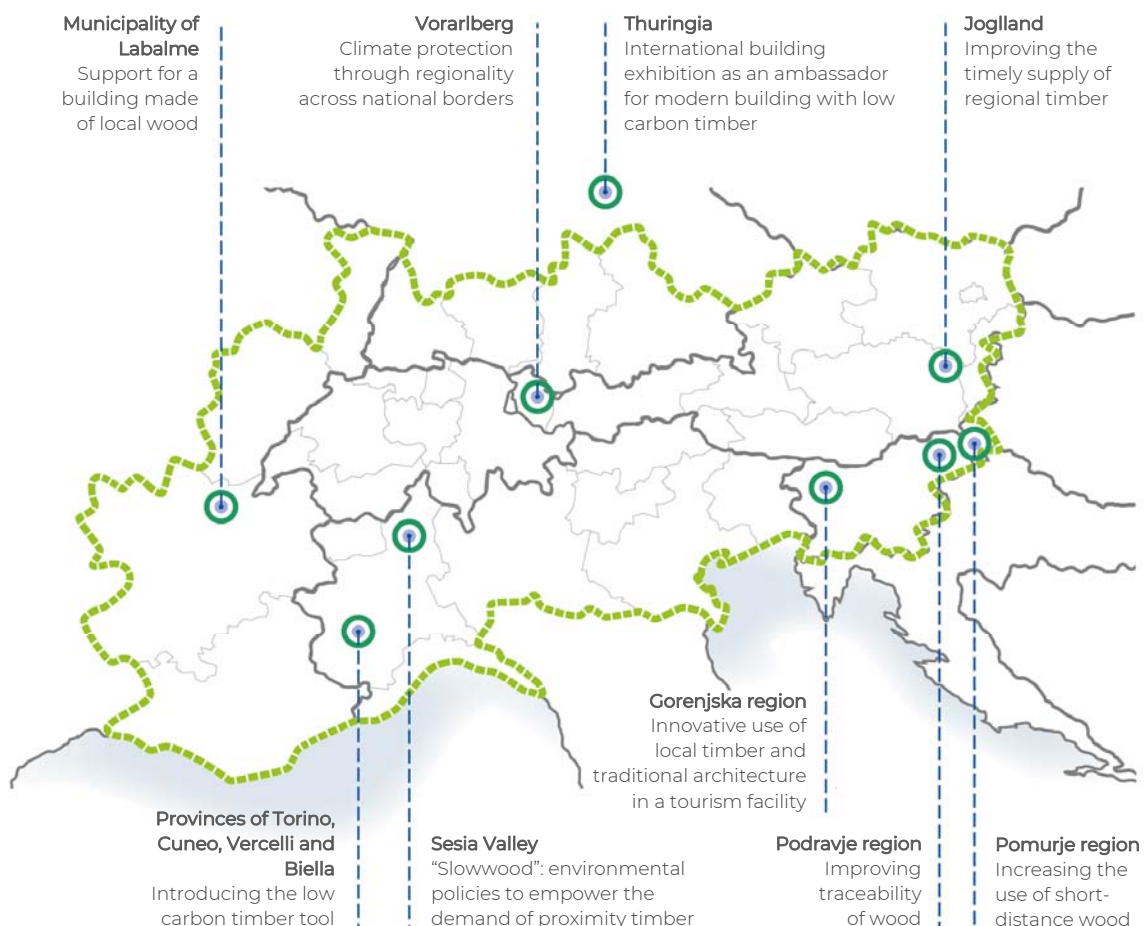 Municipality of
Labalme
Support for a
building made
of local wood
Vorarlberg
Climate protection
through regionality
across national borders
Thuringia
International building
exhibition as an ambassador
for modern building with low
carbon timber
Joglland
Improving the
timely supply of
regional timber
Gorenjska region
Innovative use of
local timber and
traditional architecture
in a tourism facility
Provinces of Torino,
Cuneo, Vercelli and
Biella
Introducing the low
carbon timber tool
Sesia Valley
“Slowwood”: environmental
policies to empower the
demand of proximity timber
Podravje region
Improving
traceability
of wood
Pomurje region
Increasing the
use of short-
distance wood